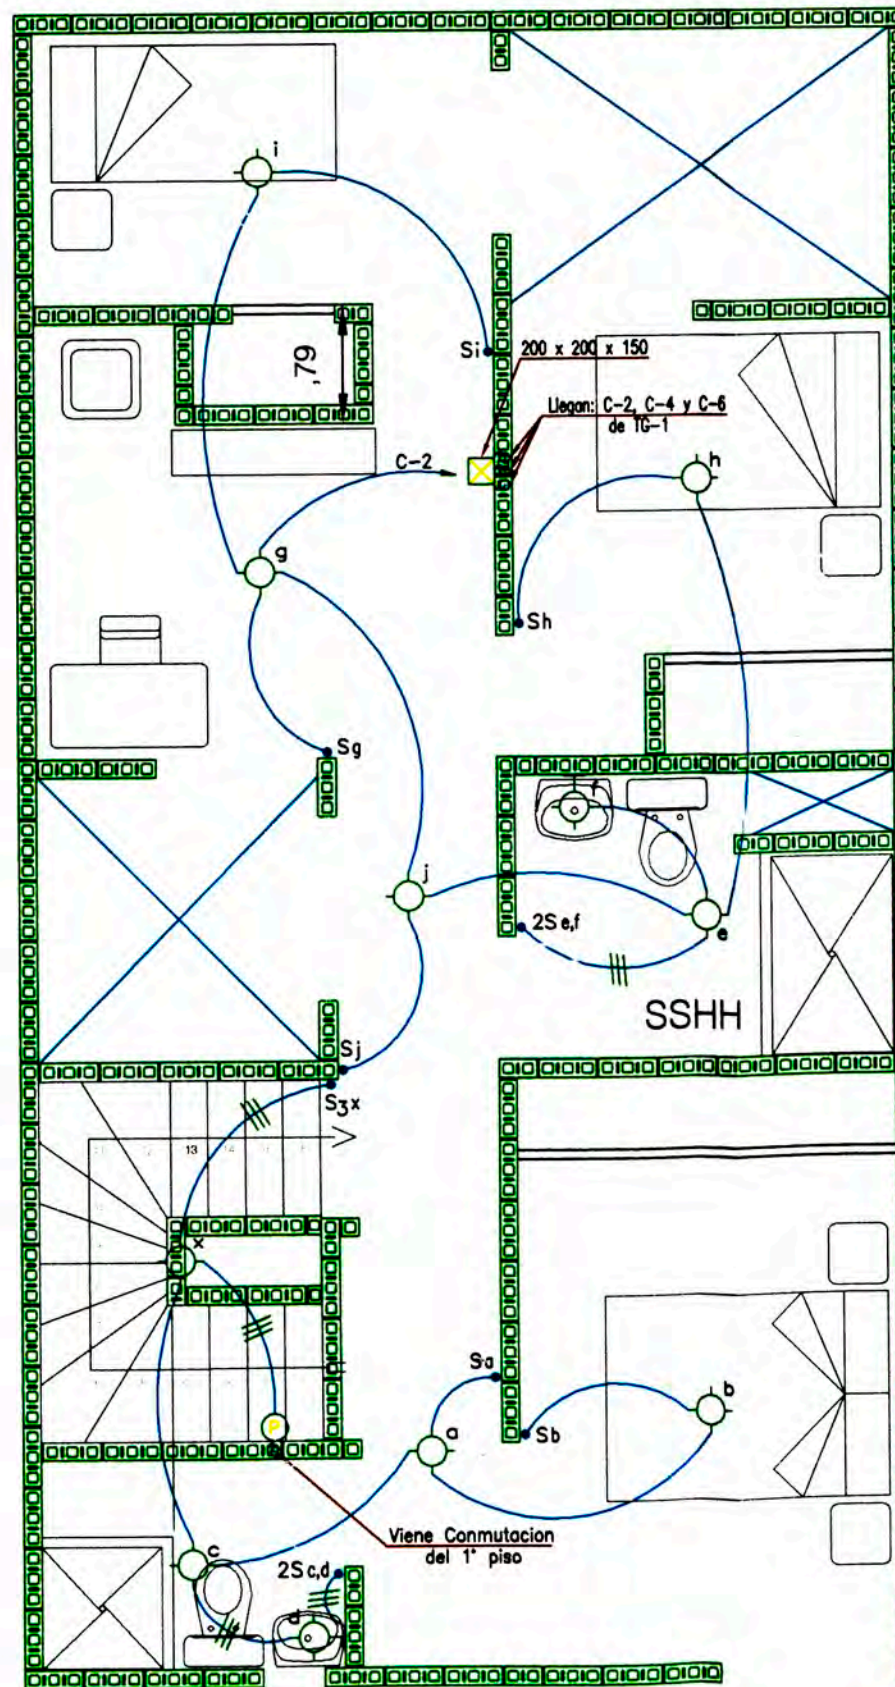 i
Si
200 x 200 x 150
,79
Llegan: C-2, C-4 y C-6
de TG-1
C-2
h
g
Sh
Sg
f
j
2S e,f
e
SSHH
Sj
S3x
13
x
Sa
b
a
Sb
P
Viene Conmutacion
del 1° piso
c
2S c,d
d